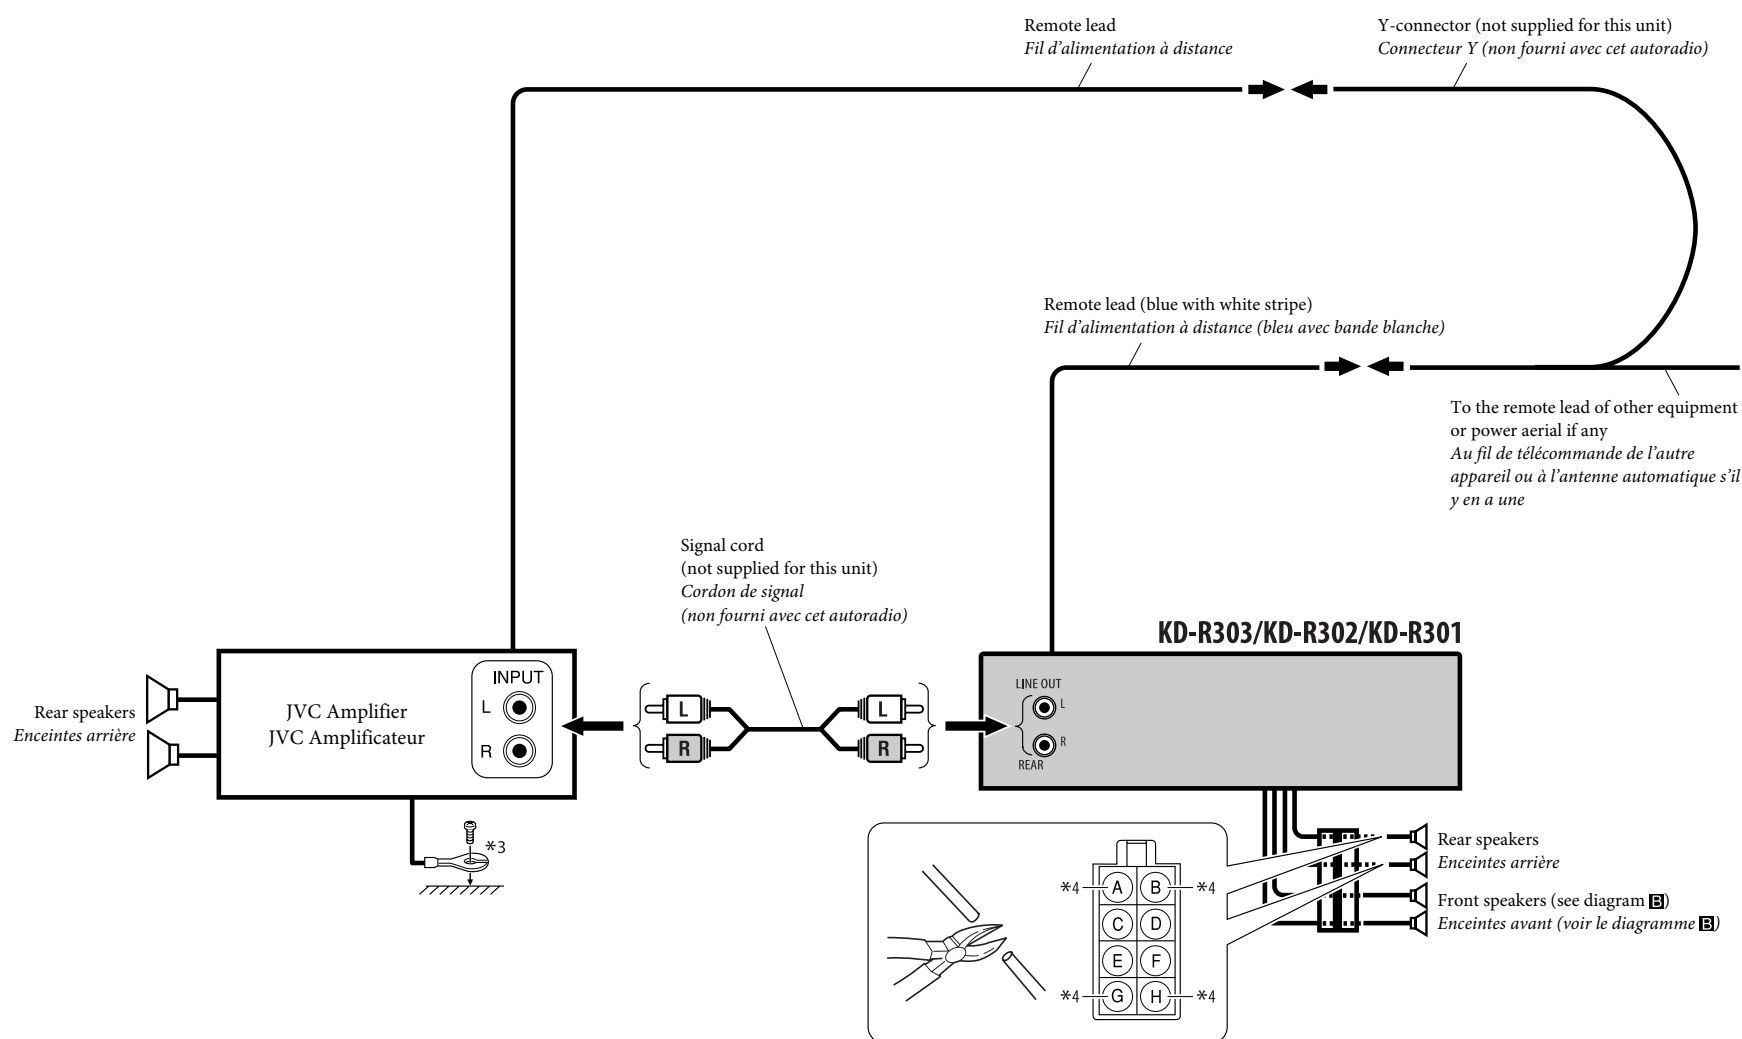 Remote lead
Fil d'alimentation à distance
Y-connector (not supplied for this unit)
Connecteur Y (non fourni avec cet autoradio)
Remote lead (blue with white stripe)
Fil d'alimentation à distance (bleu avec bande blanche)
To the remote lead of other equipment
or power aerial if any
Au fil de télécommande de l'autre
appareil ou à l'antenne automatique s'il
y en a une
Signal cord
(not supplied for this unit)
Cordon de signal
(non fourni avec cet autoradio)
KD-R303/KD-R302/KD-R301
Rear speakers
Enceintes arrière
JVC Amplifier
JVC Amplificateur
INPUT
L
R
L
R
L
R
LINE OUT
L
R
REAR
*3
Rear speakers
Enceintes arrière
Front speakers (see diagram B)
Enceintes avant (voir le diagramme B)
*4 A B *4
C D
E F
*4 G H *4